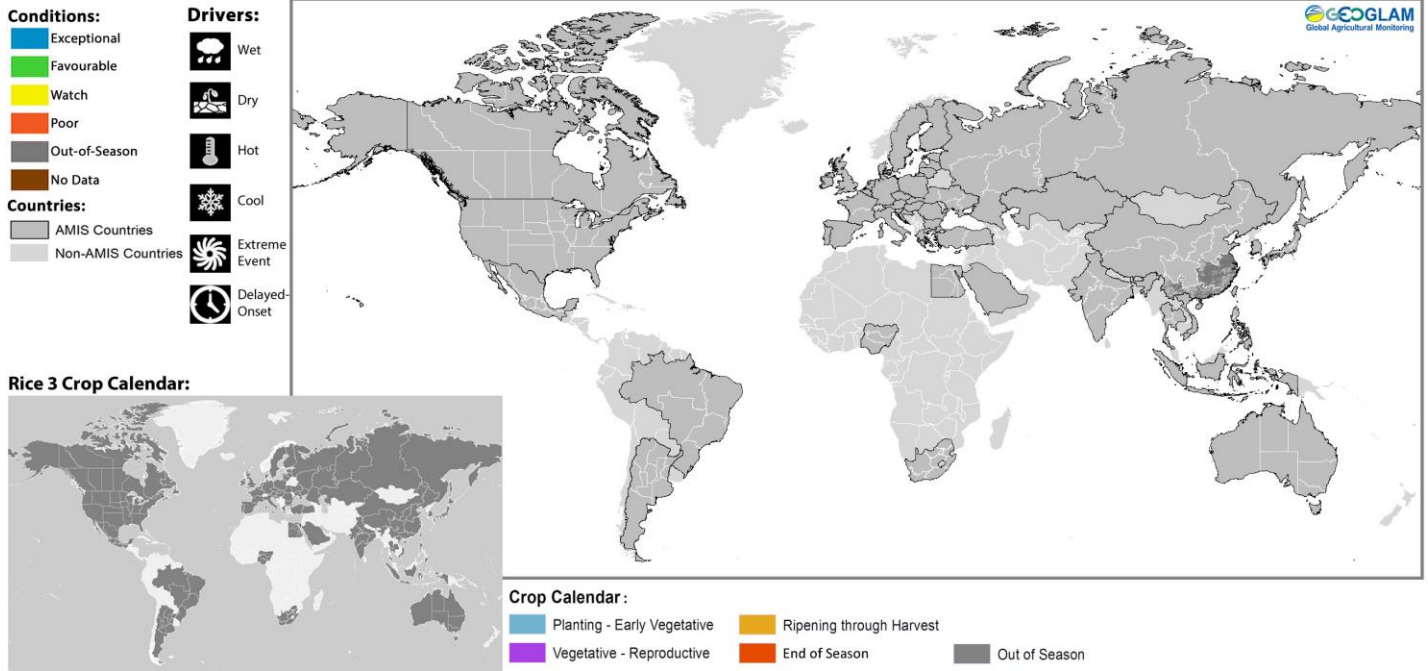 Conditions:
Exceptional
Favourable
Watch
Poor
Out-of-Season
No Data
Countries:
AMIS Countries
Non-AMIS Countries
Drivers:
Wet
Dry
Hot
Cool
Extreme
Event
Delayed-
Onset
GEOGLAM
Global Agricultural Monitoring
Rice 3 Crop Calendar:
Crop Calendar :
Planting - Early Vegetative
Vegetative - Reproductive
Ripening through Harvest
End of Season
Out of Season